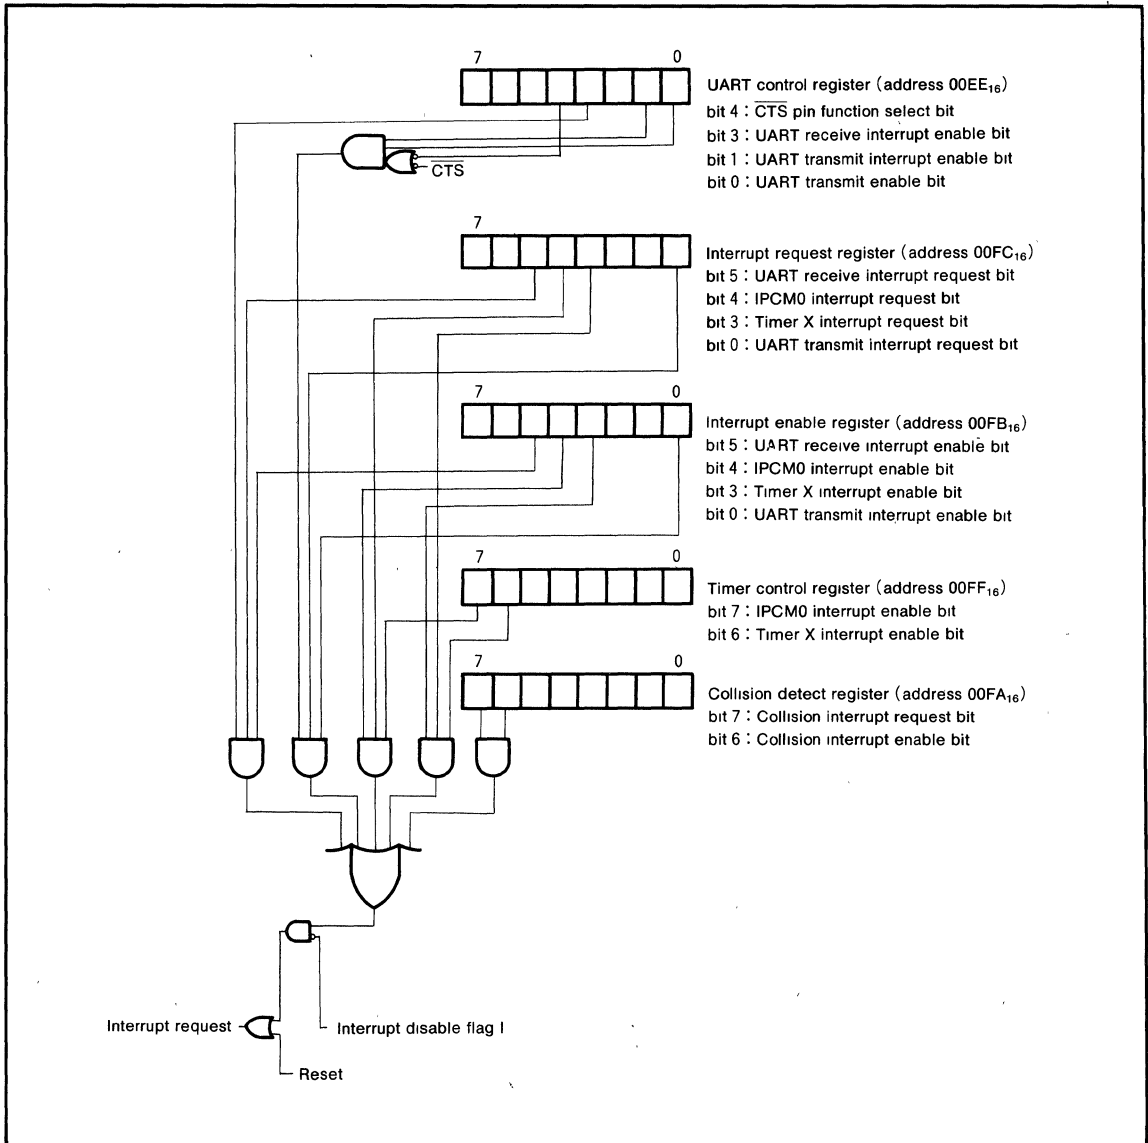 7 0
UART control register (address 00EE₁₆)
bit 4 : C̅T̅S̅ pin function select bit
bit 3 : UART receive interrupt enable bit
bit 1 : UART transmit interrupt enable bit
bit 0 : UART transmit enable bit
C̅T̅S̅
7
Interrupt request register (address 00FC₁₆)
bit 5 : UART receive interrupt request bit
bit 4 : IPCM0 interrupt request bit
bit 3 : Timer X interrupt request bit
bit 0 : UART transmit interrupt request bit
7 0
Interrupt enable register (address 00FB₁₆)
bit 5 : UART receive interrupt enable bit
bit 4 : IPCM0 interrupt enable bit
bit 3 : Timer X interrupt enable bit
bit 0 : UART transmit interrupt enable bit
7 0
Timer control register (address 00FF₁₆)
bit 7 : IPCM0 interrupt enable bit
bit 6 : Timer X interrupt enable bit
7 0
Collision detect register (address 00FA₁₆)
bit 7 : Collision interrupt request bit
bit 6 : Collision interrupt enable bit
Interrupt request
Interrupt disable flag I
Reset